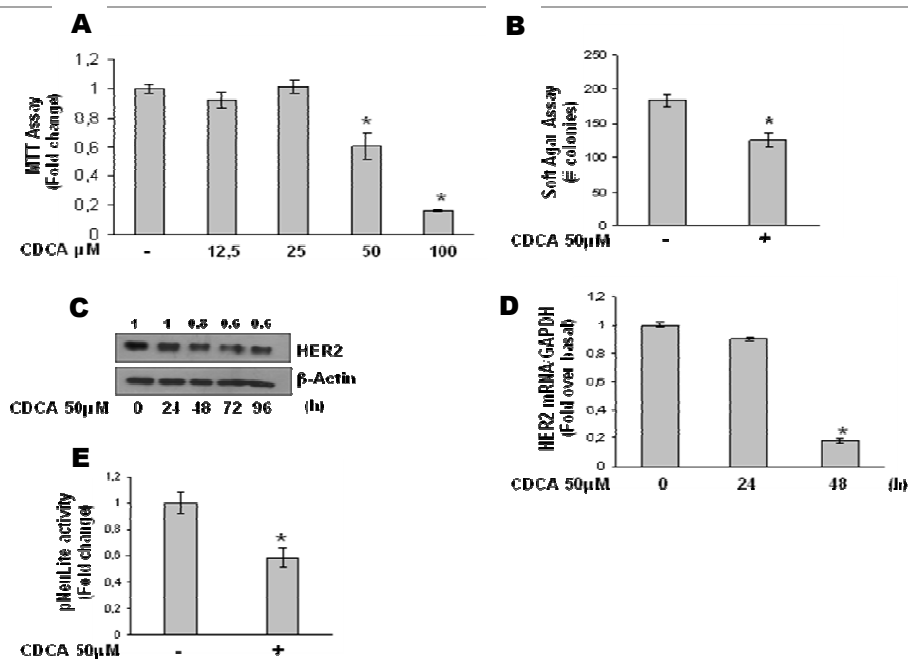 A
MTT Assay
(Fold change)
1,2
1
0,8
0,6
0,4
0,2
0
*
*
CDCA µM
- 12,5 25 50 100
B
Soft Agar Assay
(# colonies)
250
200
150
100
50
0
*
CDCA 50µM
- +
C
1 1 0.8 0.6 0.6
HER2
β-Actin
CDCA 50µM 0 24 48 72 96 (h)
D
HER2 mRNA/GAPDH
(Fold over basal)
1,2
1
0,8
0,6
0,4
0,2
0
*
CDCA 50µM 0 24 48 (h)
E
pNeuLite activity
(Fold change)
1,2
1
0,8
0,6
0,4
0,2
0
*
CDCA 50µM - +